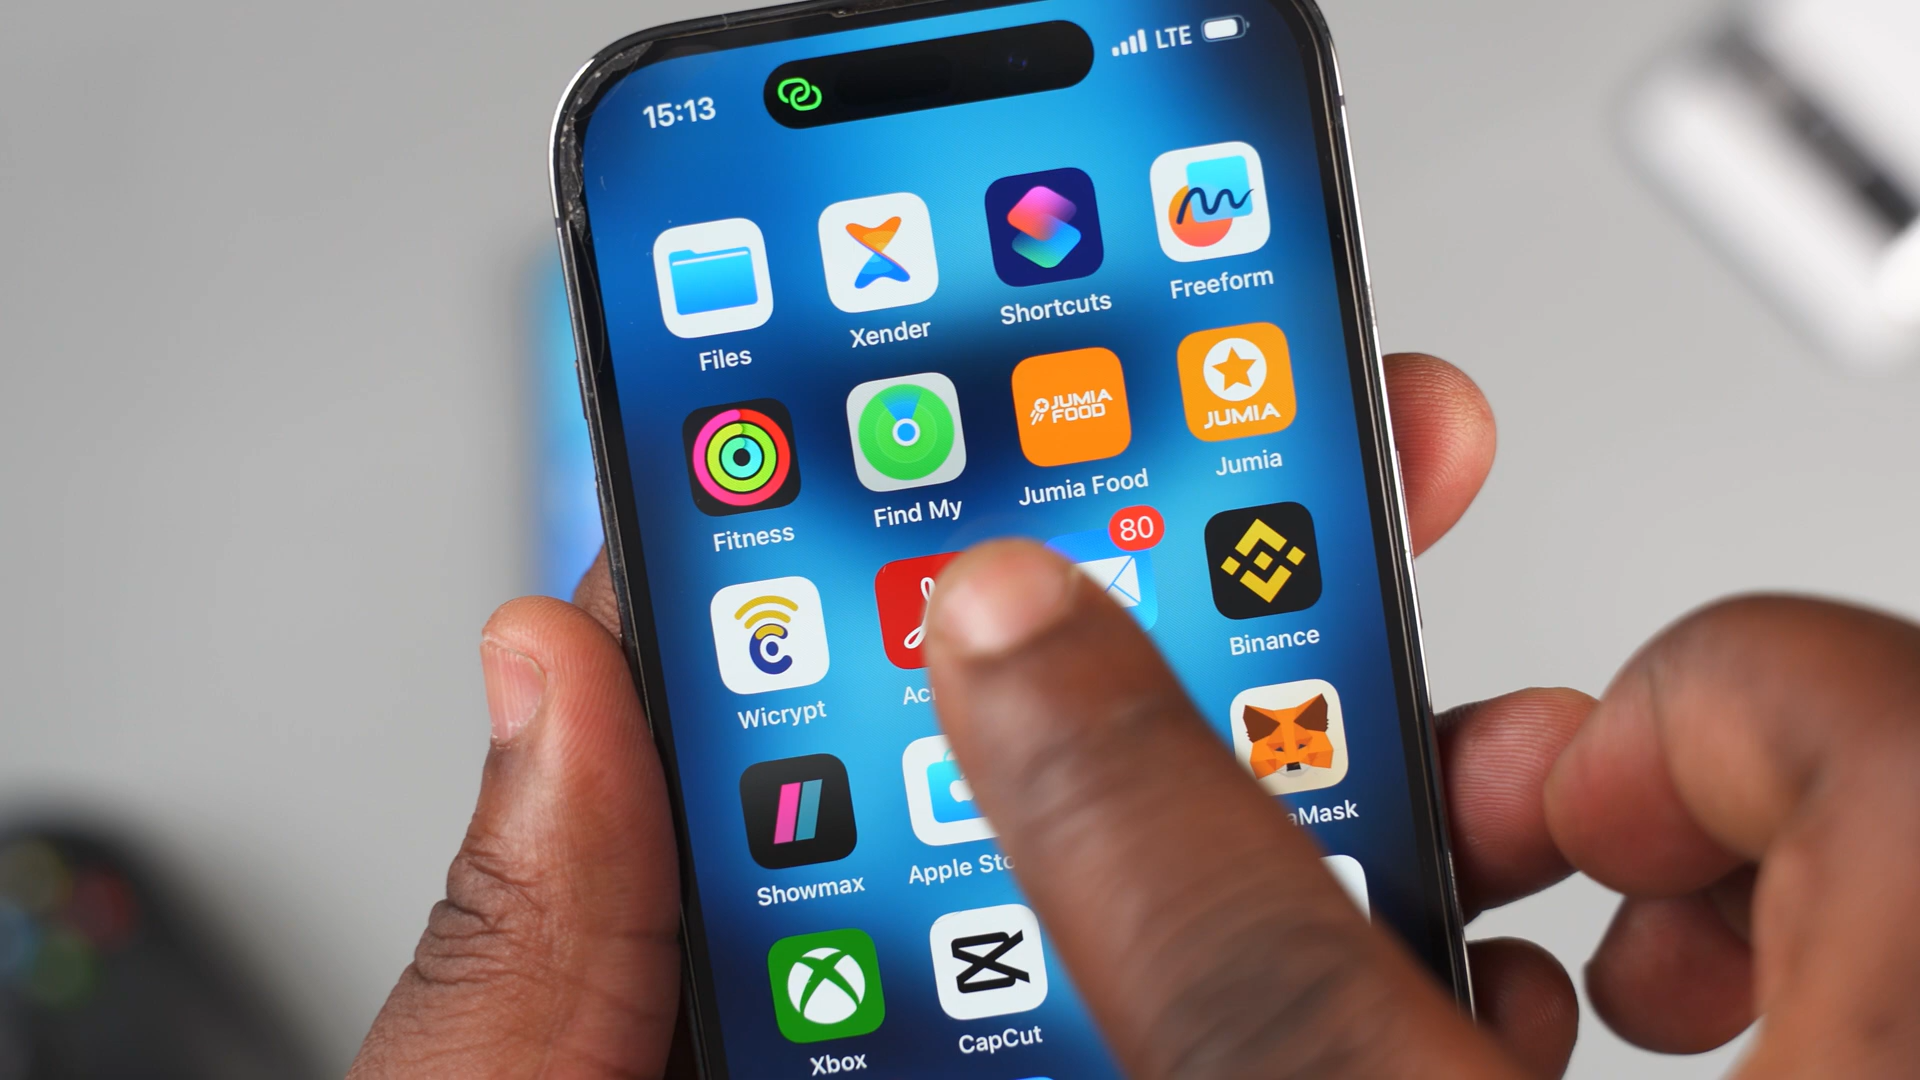 15:13
LTE
Files
Xender
Shortcuts
Freeform
Fitness
Find My
JUMIA
FOOD
Jumia Food
JUMIA
Jumia
80
Wicrypt
Binance
Showmax
Apple
Xbox
CapCut